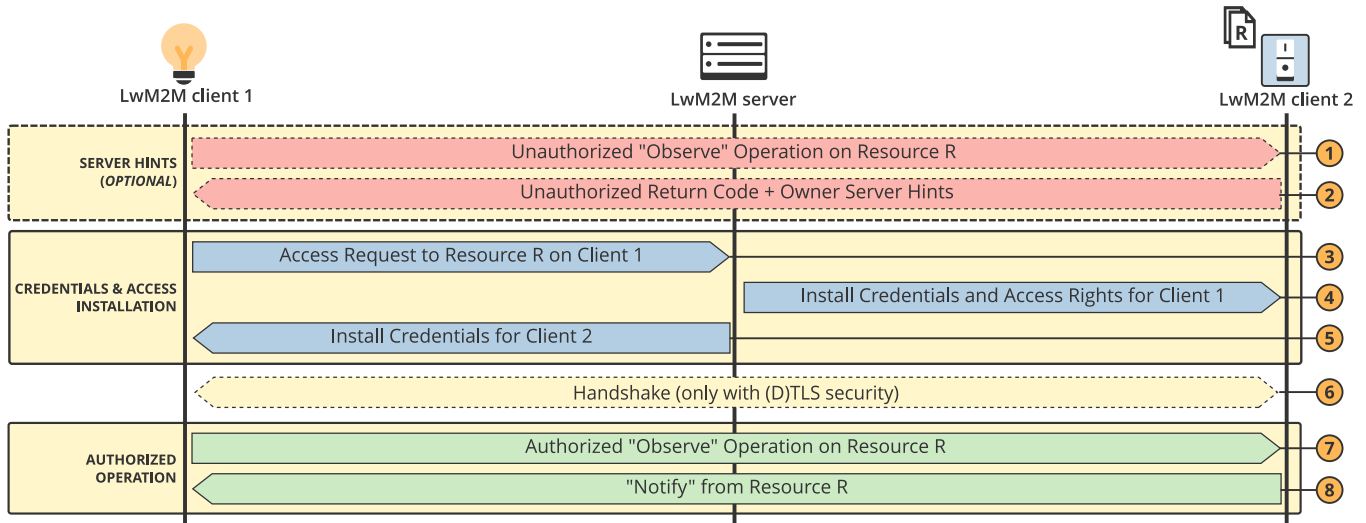 R
LwM2M client 1
LwM2M server
LwM2M client 2
SERVER HINTS
(OPTIONAL)
Unauthorized "Observe" Operation on Resource R
1
Unauthorized Return Code + Owner Server Hints
2
CREDENTIALS & ACCESS
INSTALLATION
Access Request to Resource R on Client 1
3
Install Credentials and Access Rights for Client 1
4
Install Credentials for Client 2
5
Handshake (only with (D)TLS security)
6
AUTHORIZED
OPERATION
Authorized "Observe" Operation on Resource R
7
"Notify" from Resource R
8